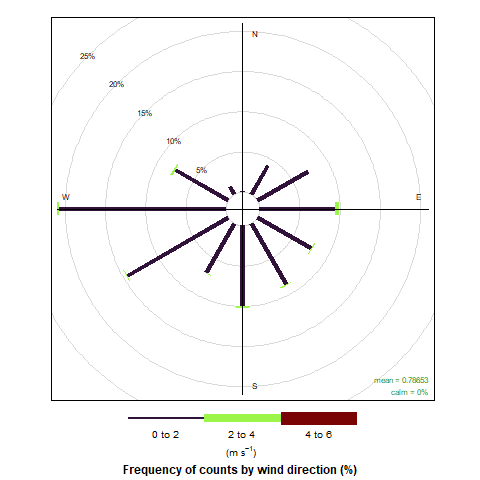 N
25%
20%
15%
10%
5%
W
E
S
mean = 0.78653
calm = 0%
0 to 2
2 to 4
4 to 6
(m s⁻¹)
Frequency of counts by wind direction (%)